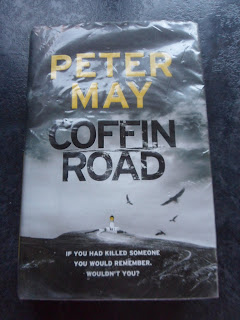 PETER
MAY
COFFIN
ROAD
IF YOU HAD KILLED SOMEONE
YOU WOULD REMEMBER.
WOULDN'T YOU?